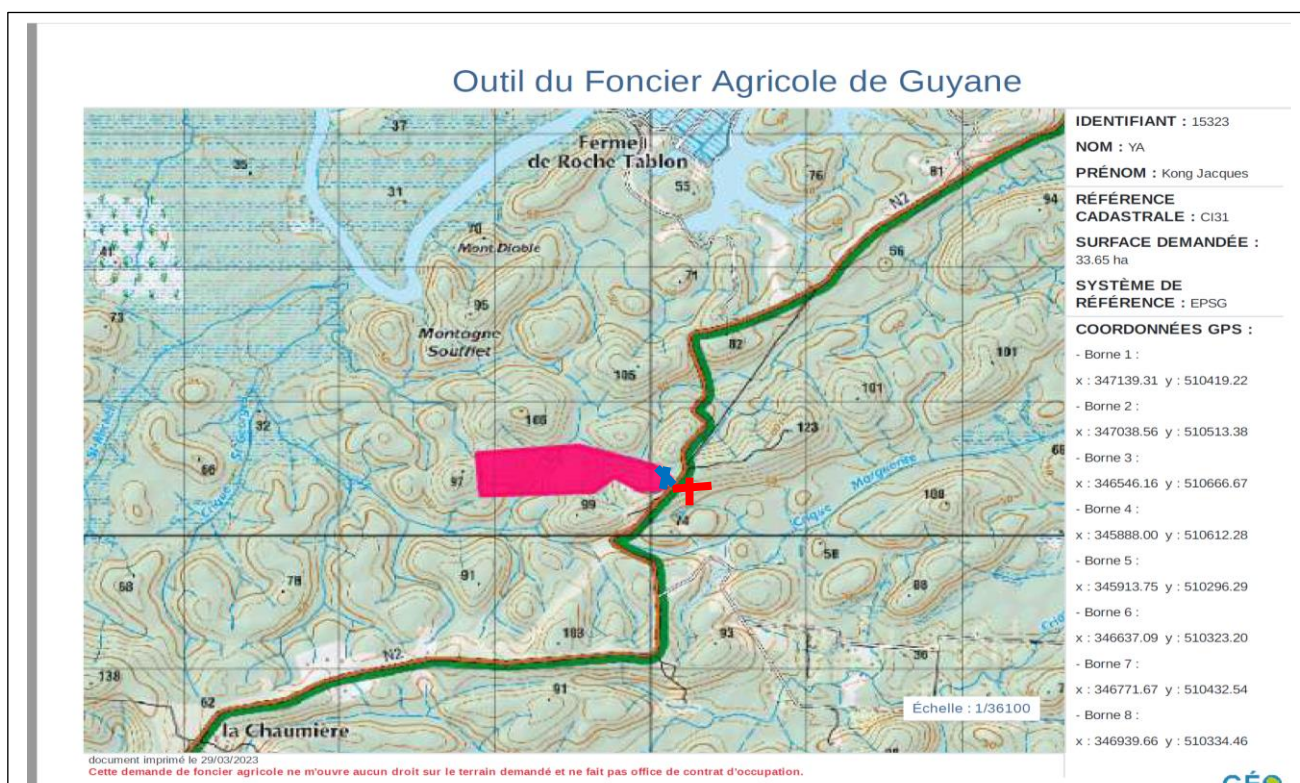 Outil du Foncier Agricole de Guyane
37
35
31
Ferme
de Roche Tablon
55
76
81
N2
94
41
70
Mont Diable
71
56
95
73
Montagne
Soufflet
82
101
105
101
32
106
123
66
97
99
Marguerite
108
74
Crique
Crique
58
68
78
91
88
103
93
36
N2
138
62
91
la Chaumière
Échelle : 1/36100
IDENTIFIANT : 15323
NOM : YA
PRÉNOM : Kong Jacques
RÉFÉRENCE
CADASTRALE : CI31
SURFACE DEMANDÉE :
33.65 ha
SYSTÈME DE
RÉFÉRENCE : EPSG
COORDONNÉES GPS :
- Borne 1 :
x : 347139.31 y : 510419.22
- Borne 2 :
x : 347038.56 y : 510513.38
- Borne 3 :
x : 346546.16 y : 510666.67
- Borne 4 :
x : 345888.00 y : 510612.28
- Borne 5 :
x : 345913.75 y : 510296.29
- Borne 6 :
x : 346637.09 y : 510323.20
- Borne 7 :
x : 346771.67 y : 510432.54
- Borne 8 :
x : 346939.66 y : 510334.46
document imprimé le 29/03/2023
Cette demande de foncier agricole ne m'ouvre aucun droit sur le terrain demandé et ne fait pas office de contrat d'occupation.